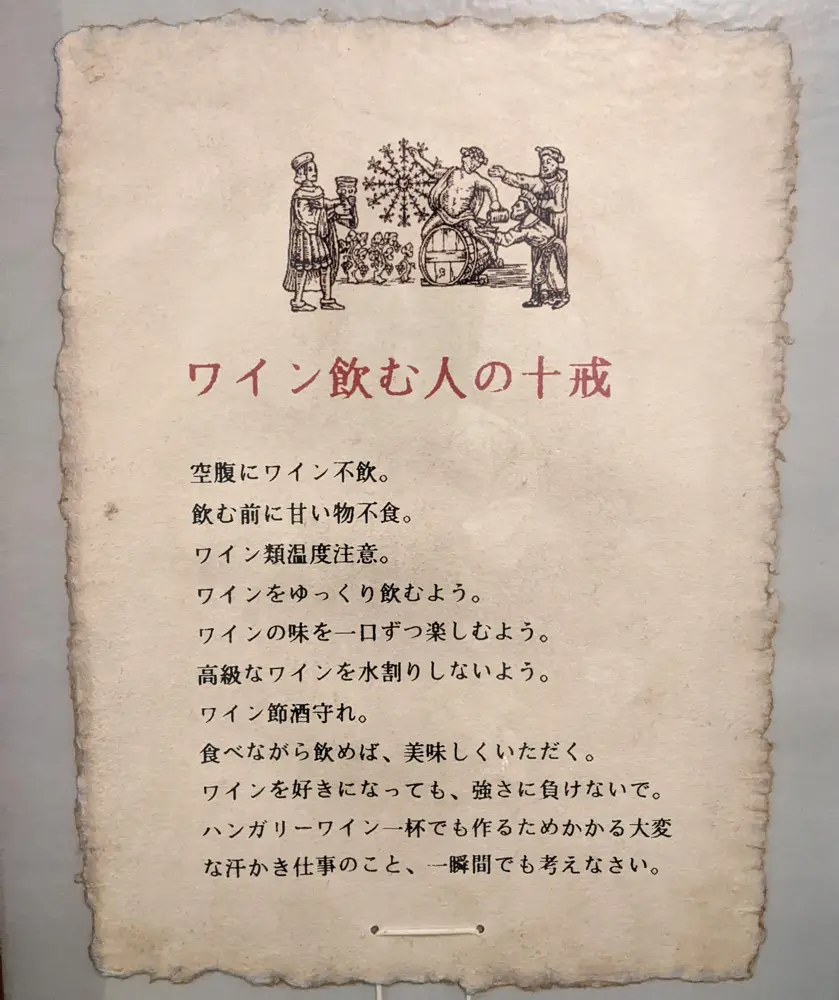 ワイン飲む人の十戒
空腹にワイン不飲。
飲む前に甘い物不食。
ワイン類温度注意。
ワインをゆっくり飲むよう。
ワインの味を一口ずつ楽しむよう。
高級なワインを水割りしないよう。
ワイン節酒守れ。
食べながら飲めば、美味しくいただく。
ワインを好きになっても、強さに負けないで。
ハンガリーワイン一杯でも作るためかかる大変
な汗かき仕事のこと、一瞬間でも考えなさい。